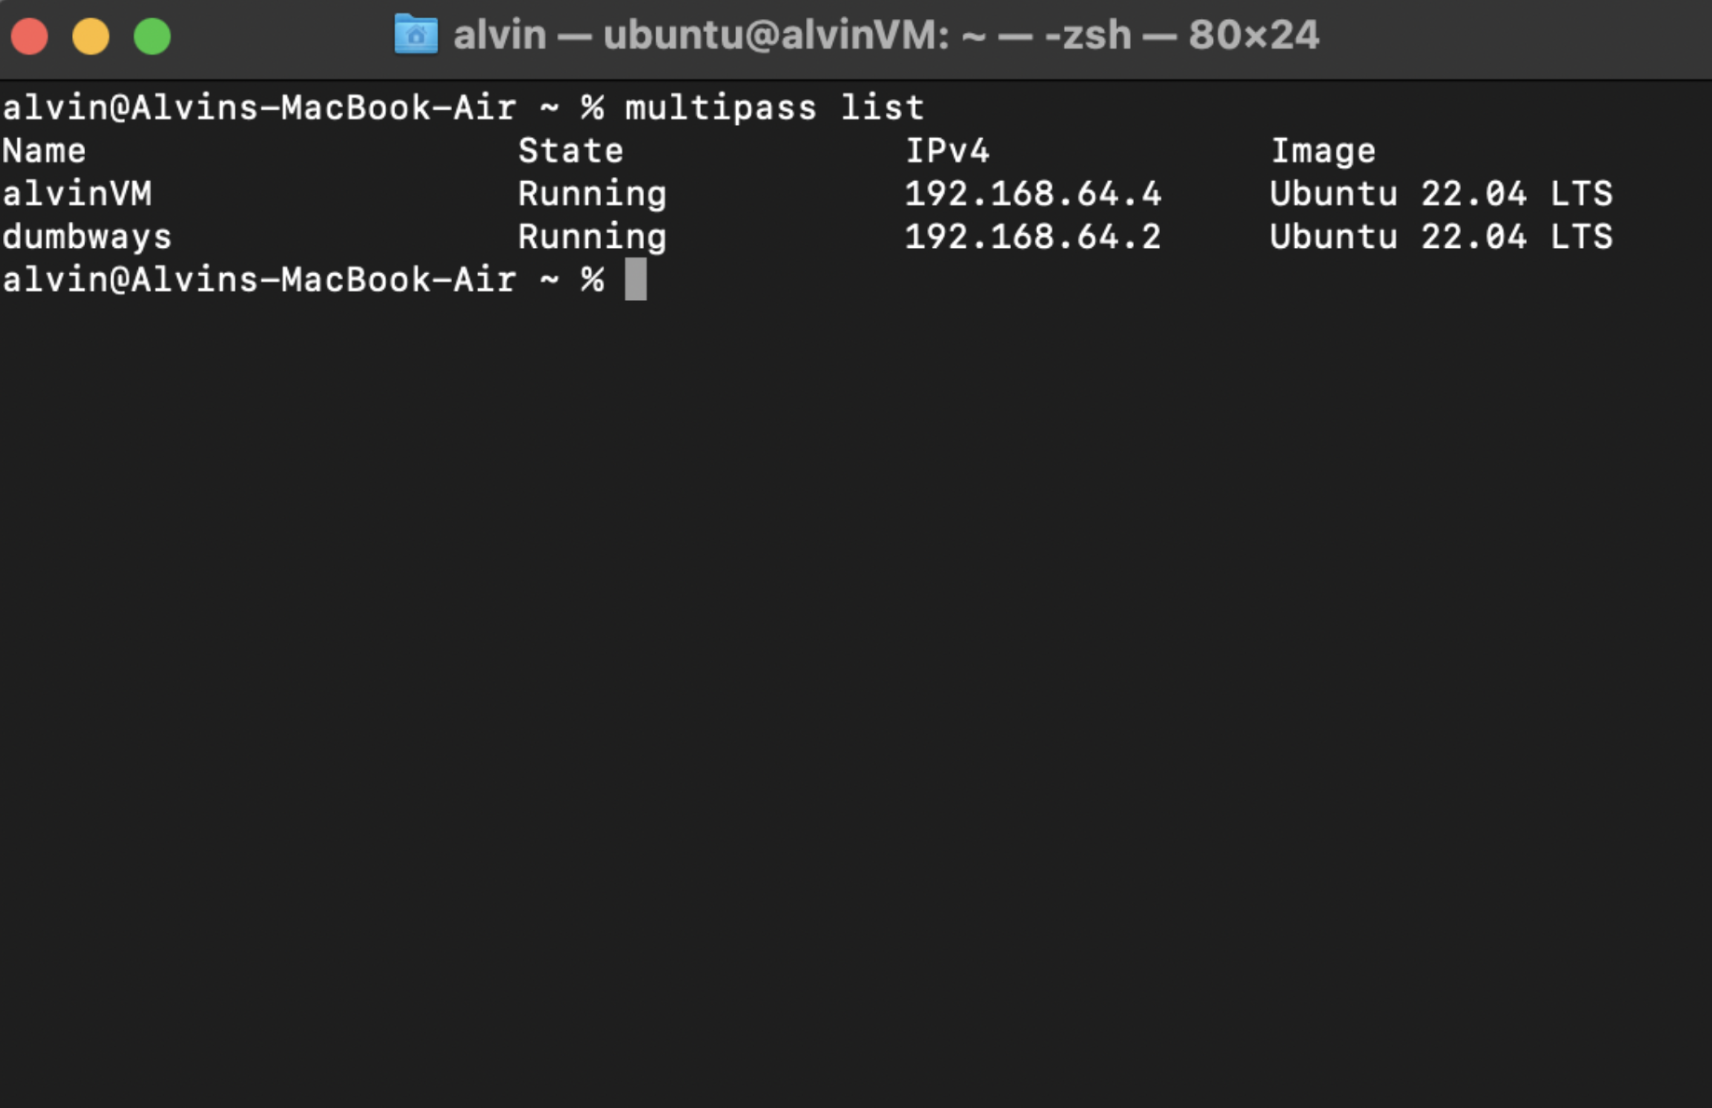 alvin — ubuntu@alvinVM: ~ — -zsh — 80×24
alvin@Alvins-MacBook-Air ~ % multipass list
Name State IPv4 Image
alvinVM Running 192.168.64.4 Ubuntu 22.04 LTS
dumbways Running 192.168.64.2 Ubuntu 22.04 LTS
alvin@Alvins-MacBook-Air ~ %